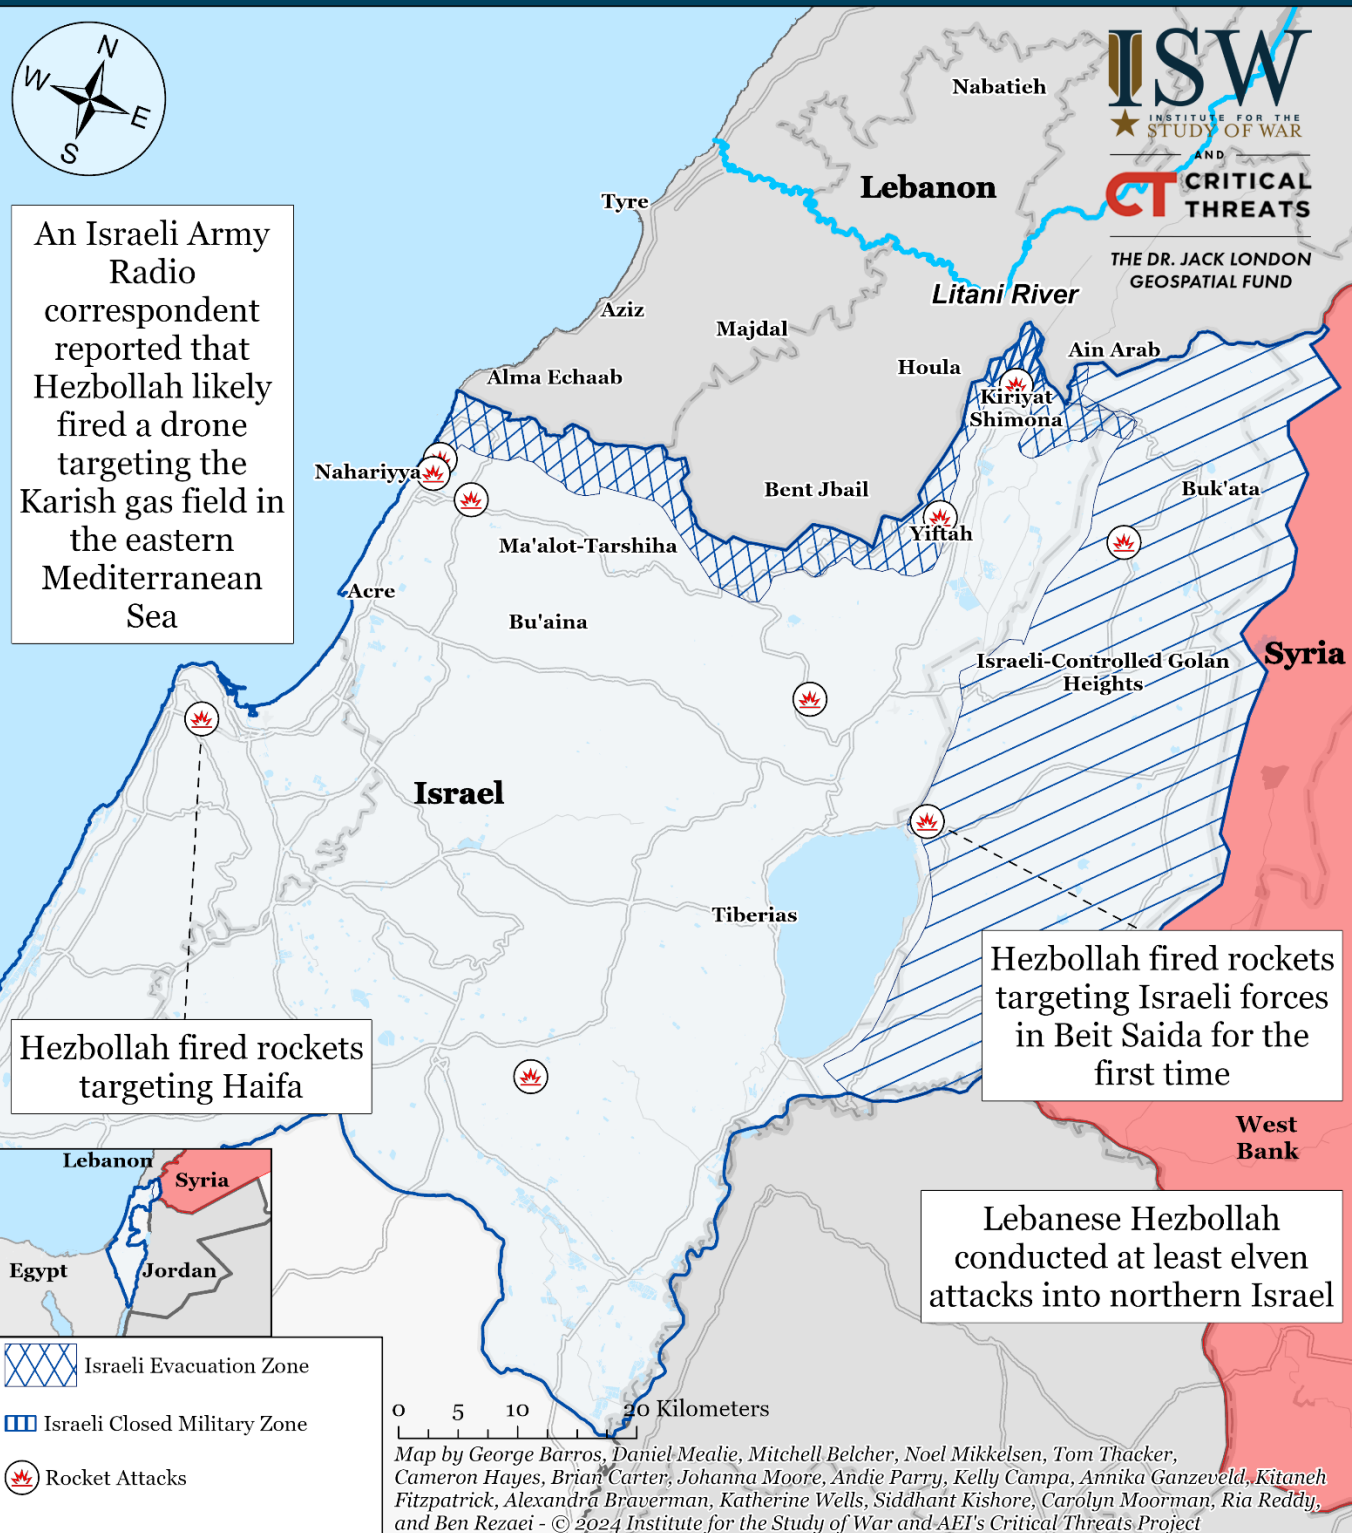 N
W
E
S
ISW
INSTITUTE FOR THE
STUDY OF WAR
AND
CT CRITICAL
THREATS
THE DR. JACK LONDON
GEOSPATIAL FUND
Nabatieh
Lebanon
Tyre
An Israeli Army
Radio
correspondent
reported that
Hezbollah likely
fired a drone
targeting the
Karish gas field in
the eastern
Mediterranean
Sea
Litani River
Aziz
Majdal
Ain Arab
Houla
Alma Echaab
Kiriyat
Shimona
Nahariyya
Bent Jbail
Buk'ata
Yiftah
Ma'alot-Tarshiha
Acre
Bu'aina
Syria
Israeli-Controlled Golan
Heights
Israel
Tiberias
Hezbollah fired rockets
targeting Israeli forces
in Beit Saida for the
first time
Hezbollah fired rockets
targeting Haifa
West
Bank
Lebanese Hezbollah
conducted at least elven
attacks into northern Israel
Lebanon
Syria
Egypt
Jordan
Israeli Evacuation Zone
Israeli Closed Military Zone
Rocket Attacks
0 5 10 20 Kilometers
Map by George Barros, Daniel Mealie, Mitchell Belcher, Noel Mikkelsen, Tom Thacker,
Cameron Hayes, Brian Carter, Johanna Moore, Andie Parry, Kelly Campa, Annika Ganzeveld, Kitaneh
Fitzpatrick, Alexandra Braverman, Katherine Wells, Siddhant Kishore, Carolyn Moorman, Ria Reddy,
and Ben Rezaei - © 2024 Institute for the Study of War and AEI's Critical Threats Project